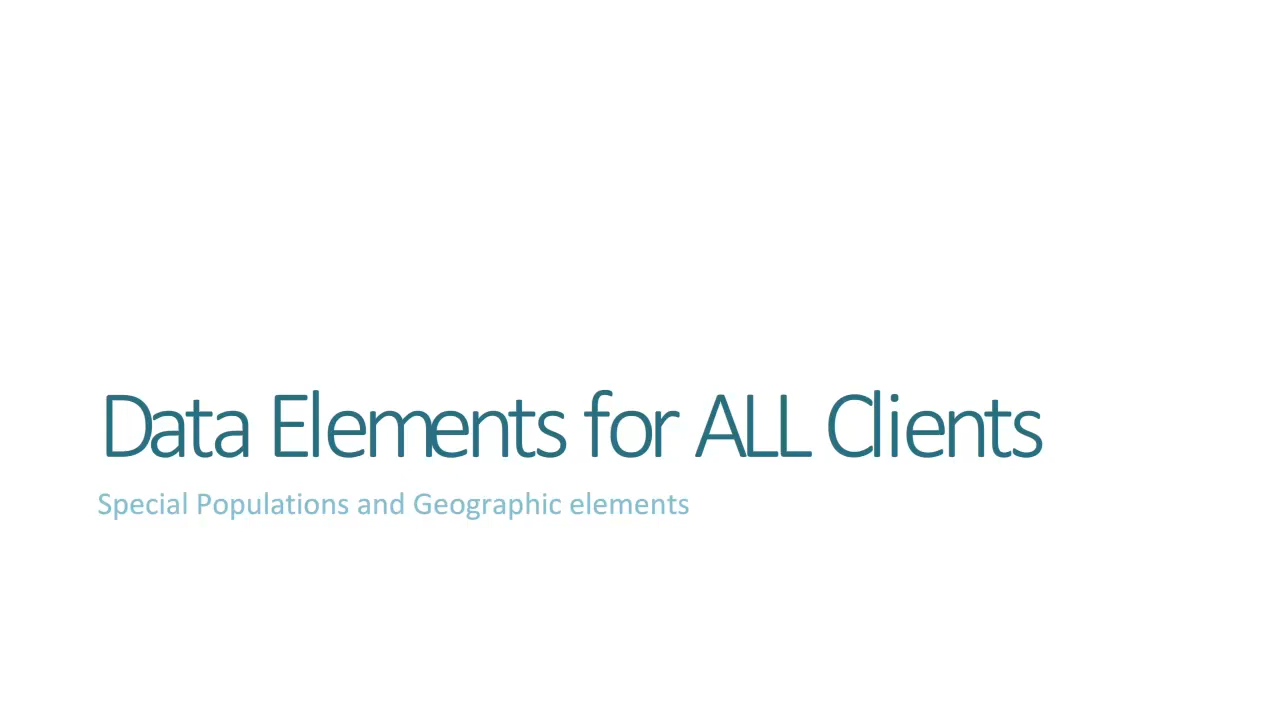 Data Elements for ALL Clients
Special Populations and Geographic elements